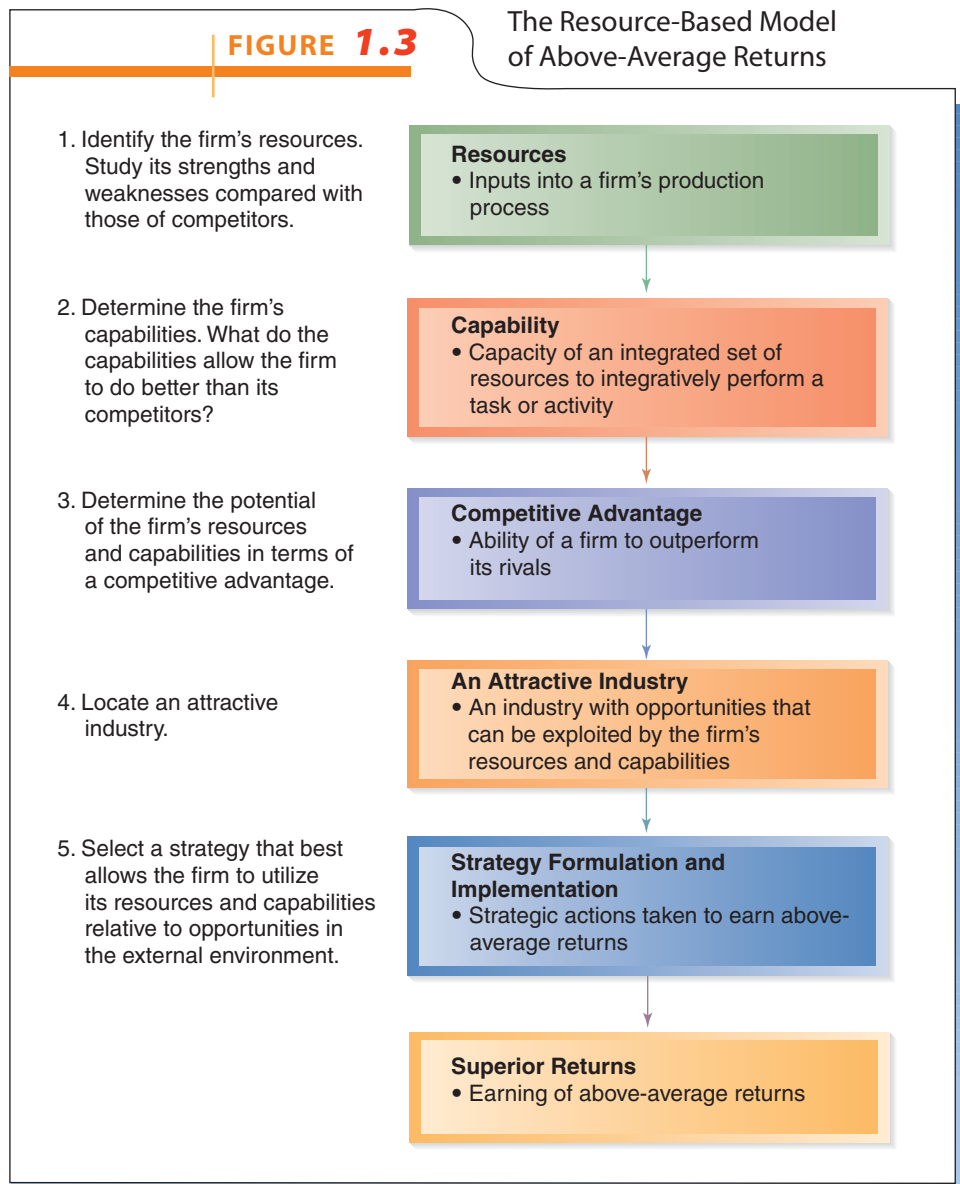 FIGURE 1.3
The Resource-Based Model
of Above-Average Returns
1. Identify the firm's resources.
Study its strengths and
weaknesses compared with
those of competitors.
Resources
• Inputs into a firm's production
process
2. Determine the firm's
capabilities. What do the
capabilities allow the firm
to do better than its
competitors?
Capability
• Capacity of an integrated set of
resources to integratively perform a
task or activity
3. Determine the potential
of the firm's resources
and capabilities in terms of
a competitive advantage.
Competitive Advantage
• Ability of a firm to outperform
its rivals
4. Locate an attractive
industry.
An Attractive Industry
• An industry with opportunities that
can be exploited by the firm's
resources and capabilities
5. Select a strategy that best
allows the firm to utilize
its resources and capabilities
relative to opportunities in
the external environment.
Strategy Formulation and
Implementation
• Strategic actions taken to earn above-
average returns
Superior Returns
• Earning of above-average returns